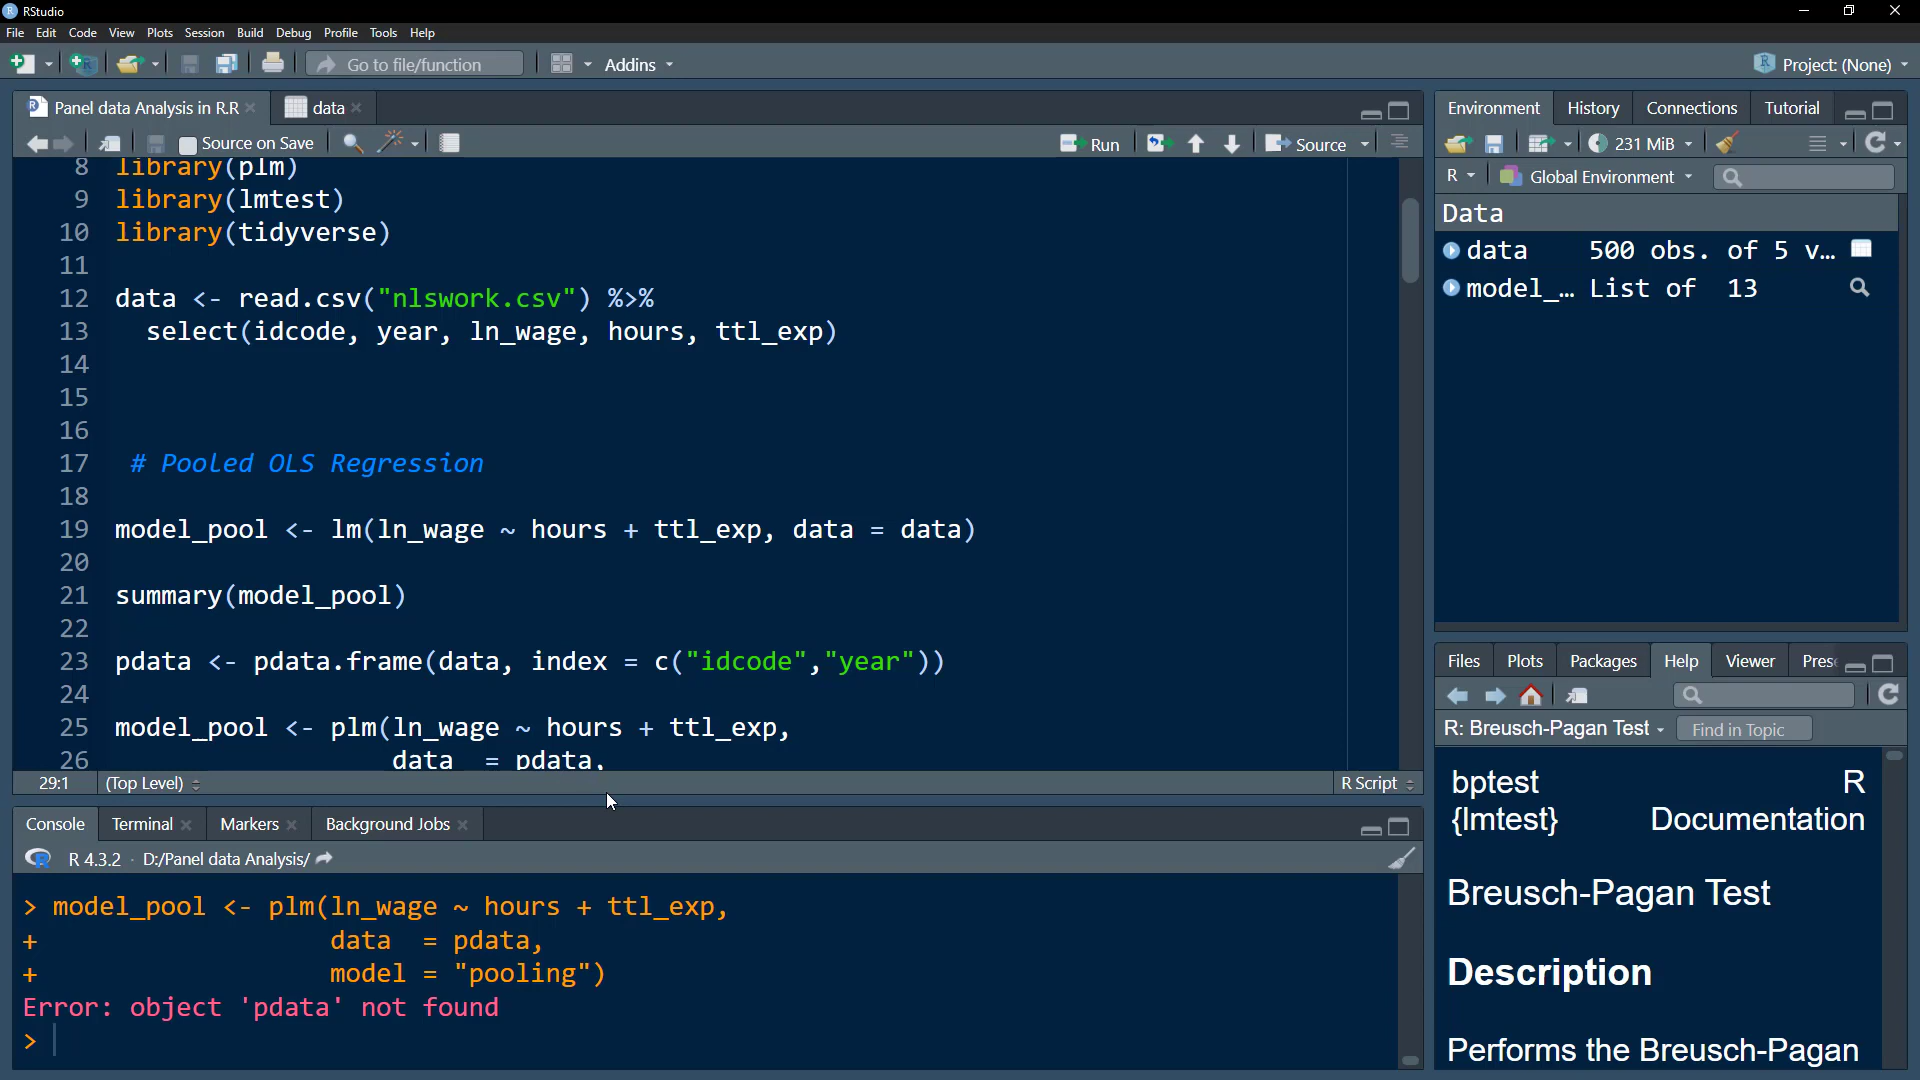 RStudio
File Edit Code View Plots Session Build Debug Profile Tools Help
Go to file/function Addins Project: (None)
Panel data Analysis in R.R data
Source on Save Run Source
8 library(plm)
9 library(lmtest)
10 library(tidyverse)
11
12 data <- read.csv("nlswork.csv") %>%
13 select(idcode, year, ln_wage, hours, ttl_exp)
14
15
16
17 # Pooled OLS Regression
18
19 model_pool <- lm(ln_wage ~ hours + ttl_exp, data = data)
20
21 summary(model_pool)
22
23 pdata <- pdata.frame(data, index = c("idcode","year"))
24
25 model_pool <- plm(ln_wage ~ hours + ttl_exp,
26 data = pdata,
29:1 (Top Level) R Script
Console Terminal Markers Background Jobs
R 4.3.2 · D:/Panel data Analysis/
> model_pool <- plm(ln_wage ~ hours + ttl_exp,
+ data = pdata,
+ model = "pooling")
Error: object 'pdata' not found
>
Environment History Connections Tutorial
231 MiB
R Global Environment
Data
data 500 obs. of 5 v…
model_… List of 13
Files Plots Packages Help Viewer Prese
R: Breusch-Pagan Test Find in Topic
bptest R
{lmtest} Documentation
Breusch-Pagan Test
Description
Performs the Breusch-Pagan